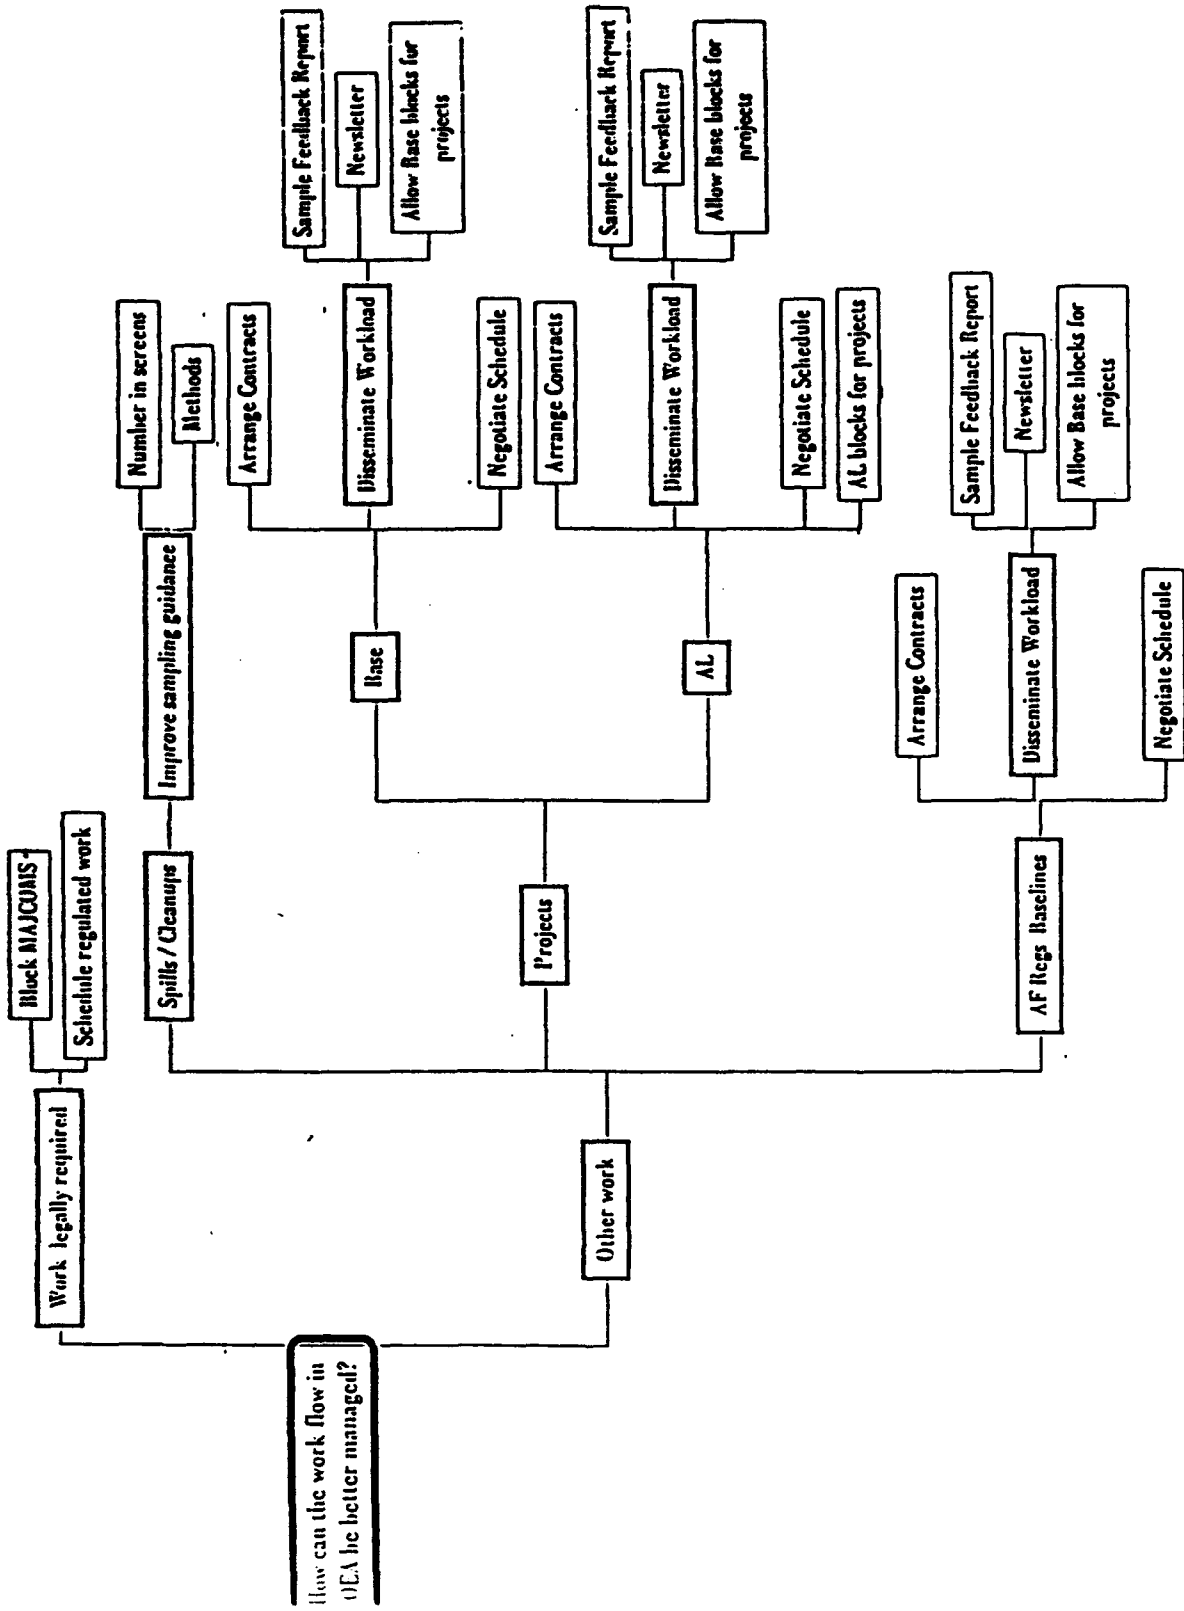 How can the work flow in
OEA be better managed?
Work legally required
Block MAJCOMS
Schedule regulated work
Other work
Spills / Cleanups
Improve sampling guidance
Number in screens
Methods
Projects
Base
Arrange Contracts
Disseminate Workload
Sample Feedback Report
Newsletter
Allow Base blocks for
projects
Negotiate Schedule
AL
Arrange Contracts
Disseminate Workload
Sample Feedback Report
Newsletter
Allow Base blocks for
projects
Negotiate Schedule
AL blocks for projects
AF Regs Baselines
Arrange Contracts
Disseminate Workload
Sample Feedback Report
Newsletter
Allow Base blocks for
projects
Negotiate Schedule